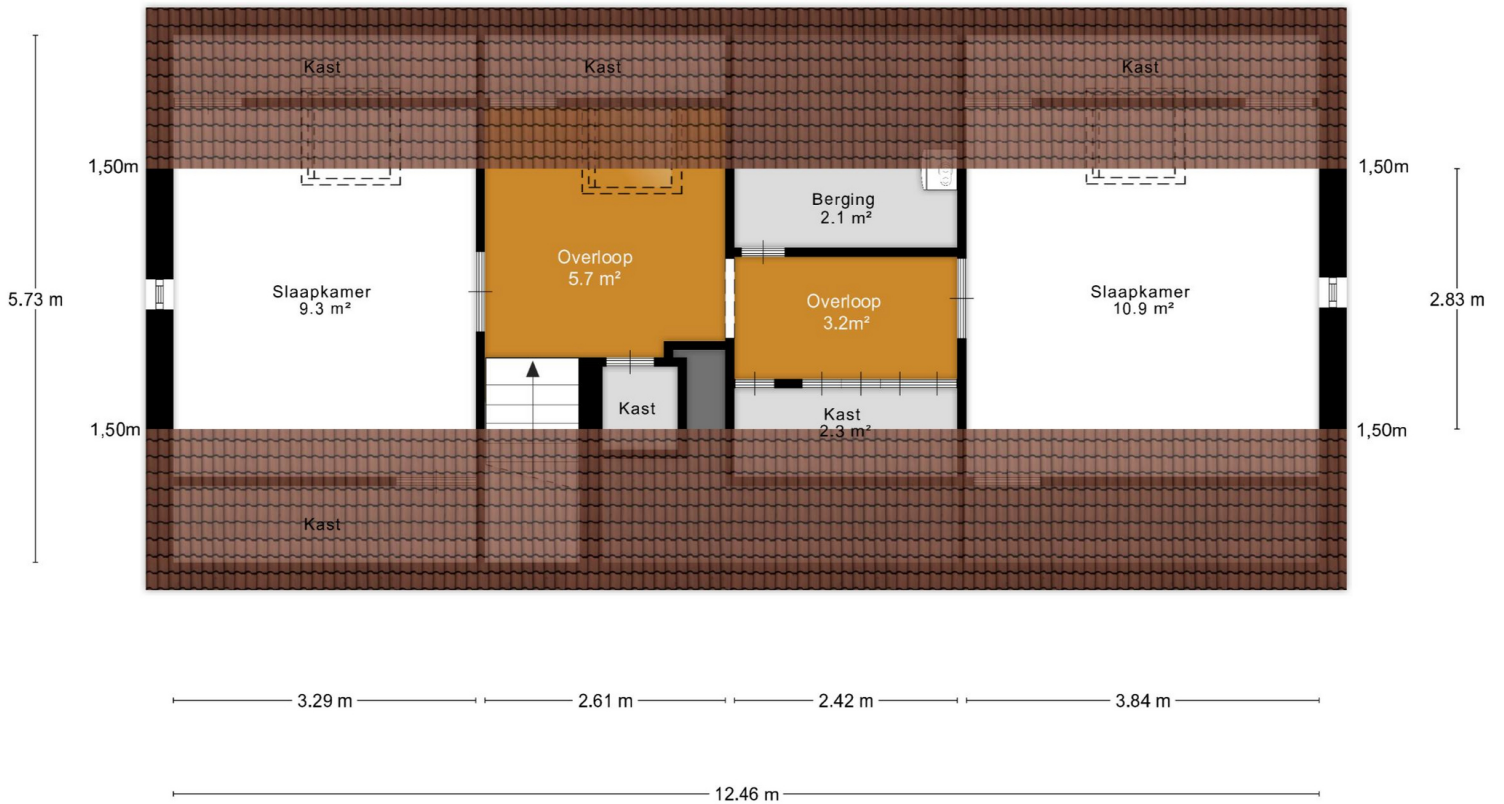 Kast
Kast
Kast
1,50m
1,50m
Berging
2.1 m²
Overloop
5.7 m²
Slaapkamer
9.3 m²
Overloop
3.2m²
Slaapkamer
10.9 m²
5.73 m
2.83 m
Kast
Kast
2.3 m²
1,50m
1,50m
Kast
3.29 m
2.61 m
2.42 m
3.84 m
12.46 m